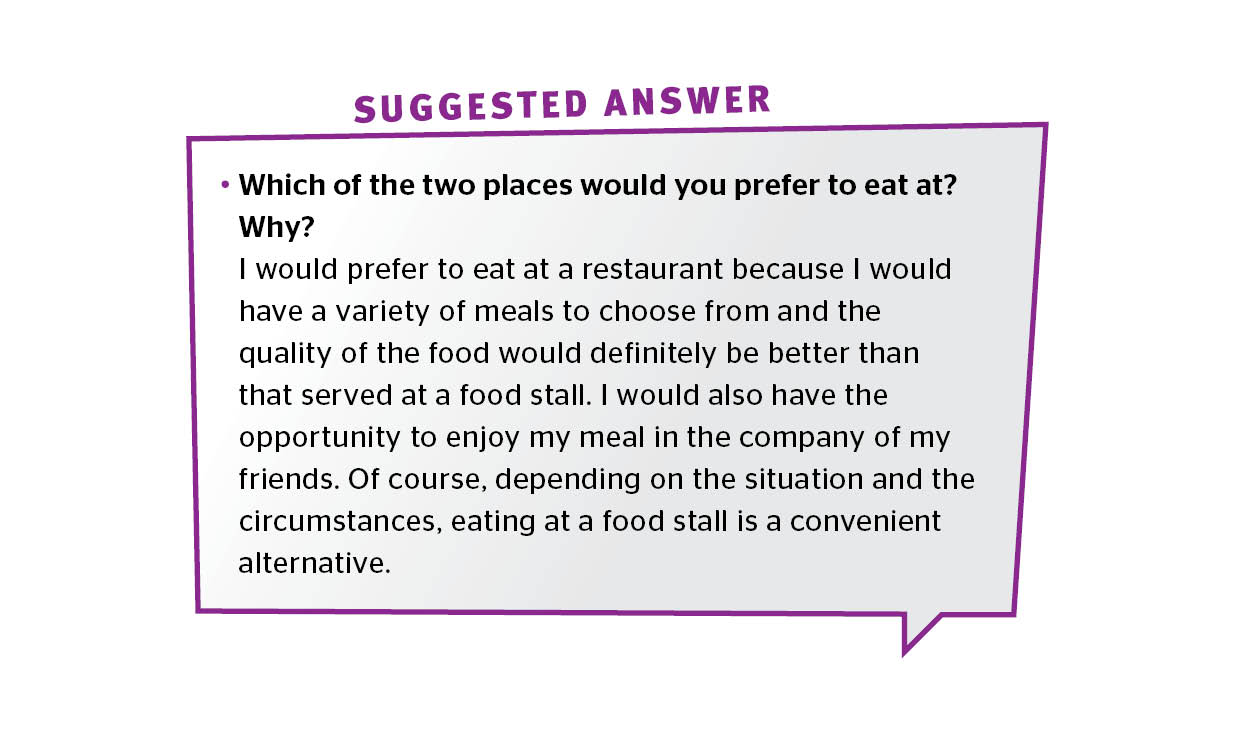 SUGGESTED ANSWER
• Which of the two places would you prefer to eat at?
Why?
I would prefer to eat at a restaurant because I would
have a variety of meals to choose from and the
quality of the food would definitely be better than
that served at a food stall. I would also have the
opportunity to enjoy my meal in the company of my
friends. Of course, depending on the situation and the
circumstances, eating at a food stall is a convenient
alternative.